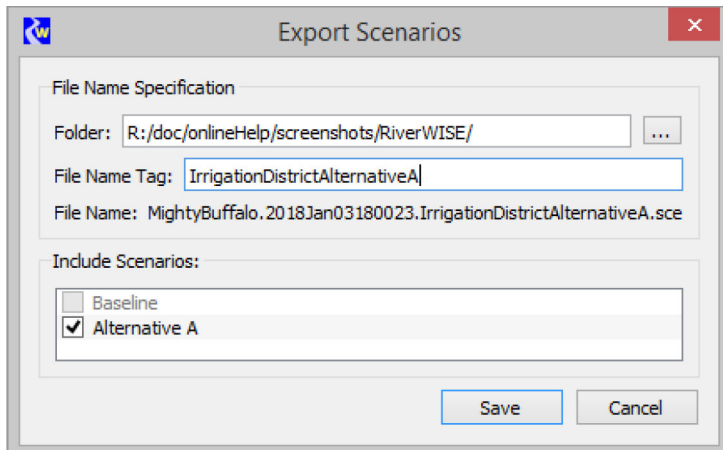 Export Scenarios
File Name Specification
Folder: R:/doc/onlineHelp/screenshots/RiverWISE/ ...
File Name Tag: IrrigationDistrictAlternativeA
File Name: MightyBuffalo.2018Jan03180023.IrrigationDistrictAlternativeA.sce
Include Scenarios:
Baseline
Alternative A
Save Cancel